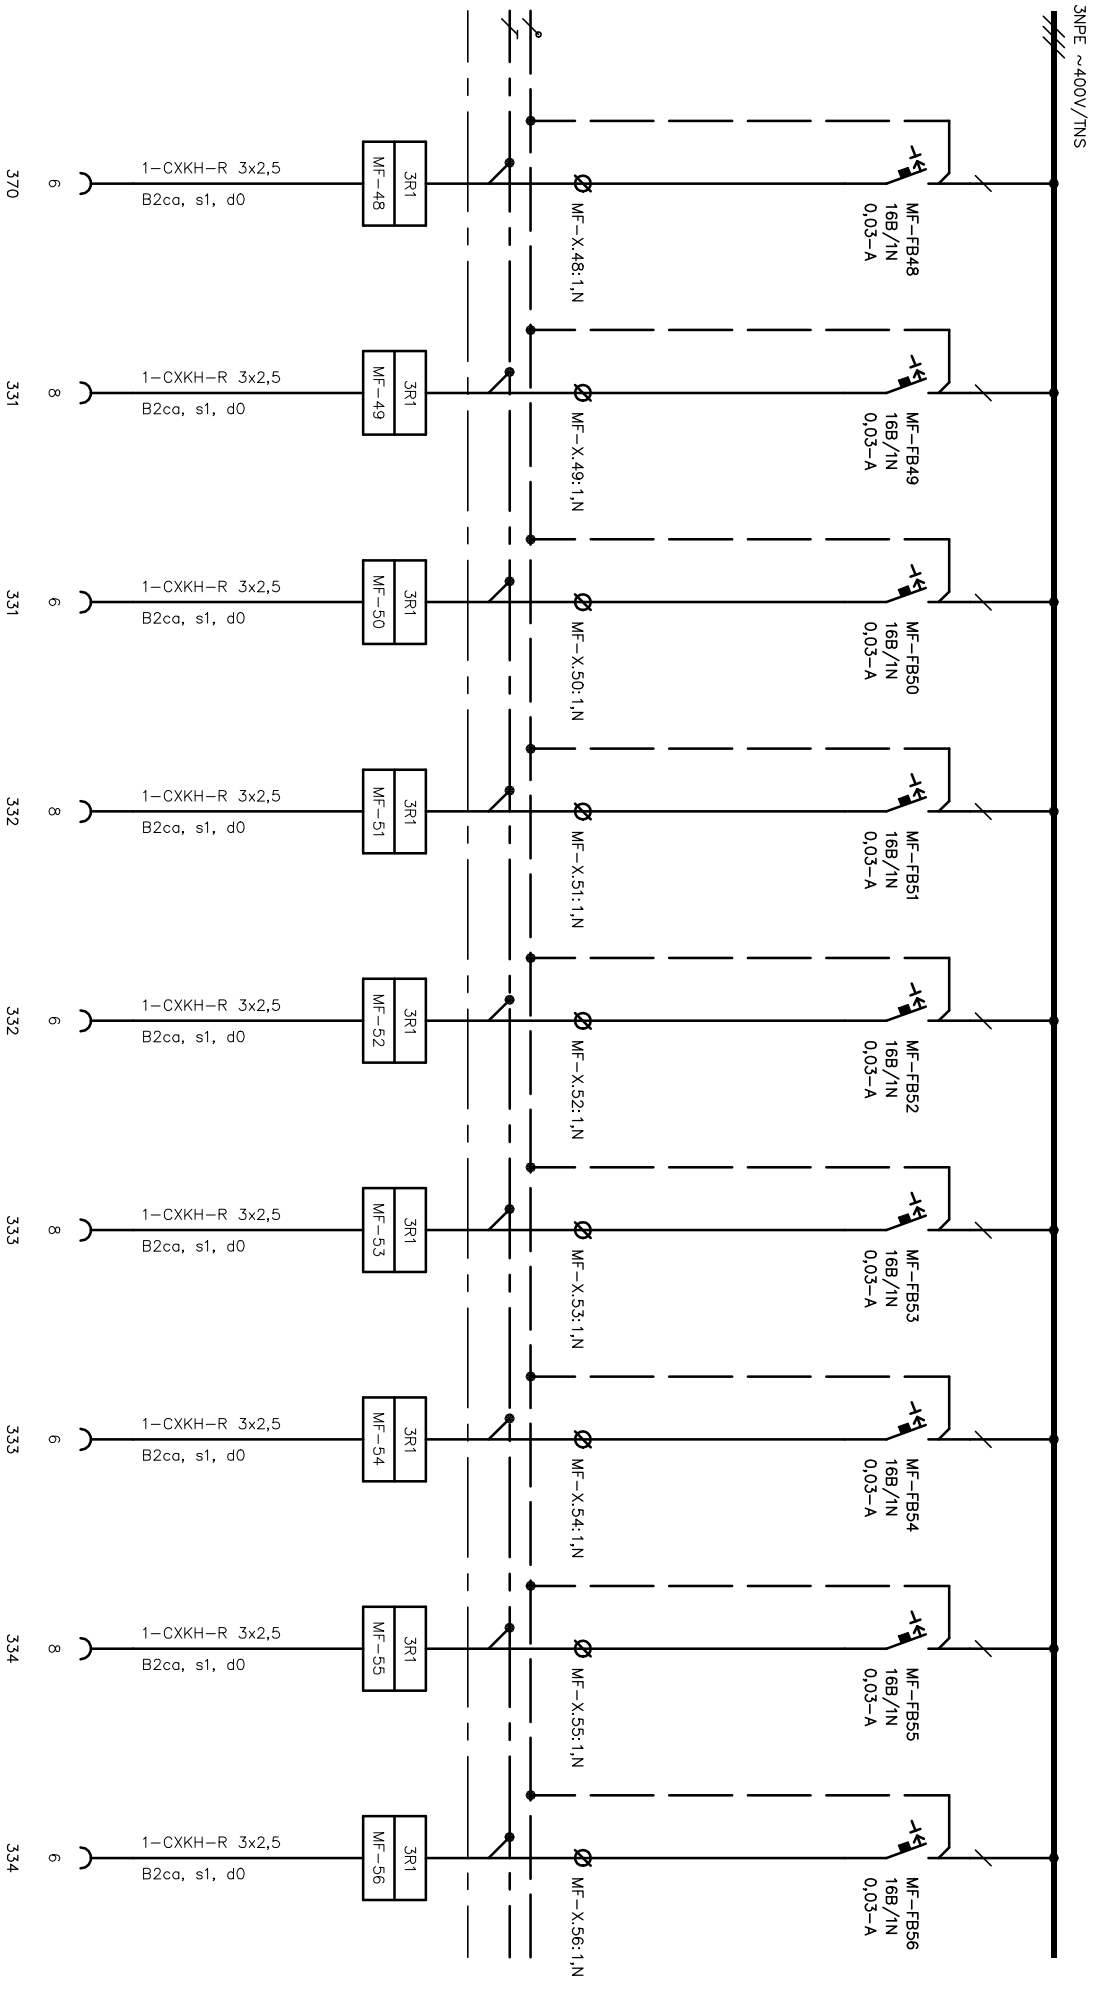 3NPE ~400V/TNS
MF-FB48
16B/1N
0,03-A
MF-X.48:1,N
3R1
MF-48
1-CXKH-R 3x2,5
B2ca, s1, d0
6
370
MF-FB49
16B/1N
0,03-A
MF-X.49:1,N
3R1
MF-49
1-CXKH-R 3x2,5
B2ca, s1, d0
8
331
MF-FB50
16B/1N
0,03-A
MF-X.50:1,N
3R1
MF-50
1-CXKH-R 3x2,5
B2ca, s1, d0
6
331
MF-FB51
16B/1N
0,03-A
MF-X.51:1,N
3R1
MF-51
1-CXKH-R 3x2,5
B2ca, s1, d0
8
332
MF-FB52
16B/1N
0,03-A
MF-X.52:1,N
3R1
MF-52
1-CXKH-R 3x2,5
B2ca, s1, d0
6
332
MF-FB53
16B/1N
0,03-A
MF-X.53:1,N
3R1
MF-53
1-CXKH-R 3x2,5
B2ca, s1, d0
8
333
MF-FB54
16B/1N
0,03-A
MF-X.54:1,N
3R1
MF-54
1-CXKH-R 3x2,5
B2ca, s1, d0
6
333
MF-FB55
16B/1N
0,03-A
MF-X.55:1,N
3R1
MF-55
1-CXKH-R 3x2,5
B2ca, s1, d0
8
334
MF-FB56
16B/1N
0,03-A
MF-X.56:1,N
3R1
MF-56
1-CXKH-R 3x2,5
B2ca, s1, d0
6
334